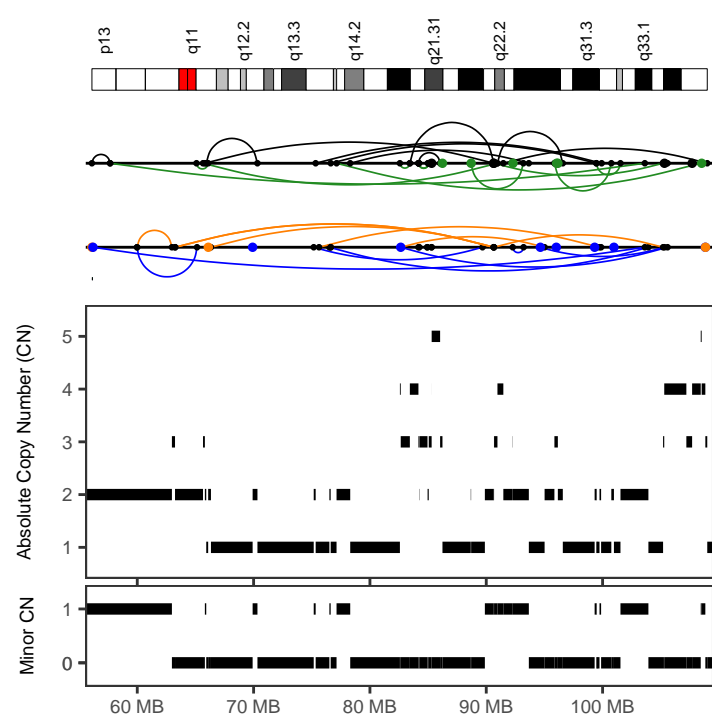 p13 q11 q12.2 q13.3 q14.2 q21.31 q22.2 q31.3 q33.1
Absolute Copy Number (CN)
5
4
3
2
1
Minor CN
1
0
60 MB 70 MB 80 MB 90 MB 100 MB